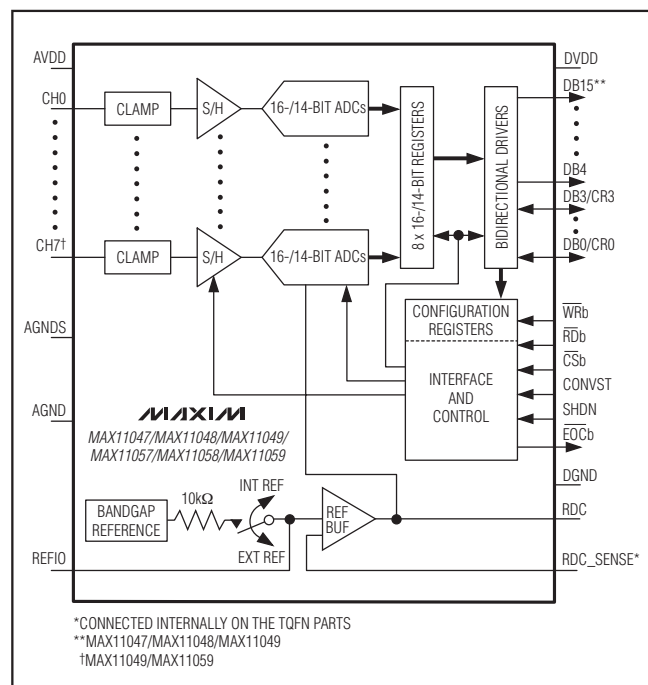 AVDD
DVDD
CH0
CLAMP
S/H
16-/14-BIT ADCs
8 x 16-/14-BIT REGISTERS
BIDIRECTIONAL DRIVERS
DB15**
DB4
DB3/CR3
DB0/CR0
CH7†
CLAMP
S/H
16-/14-BIT ADCs
CONFIGURATION
REGISTERS
INTERFACE
AND
CONTROL
WRb
RDb
CSb
CONVST
SHDN
EOCb
AGNDS
AGND
MAXIM
MAX11047/MAX11048/MAX11049/
MAX11057/MAX11058/MAX11059
DGND
BANDGAP
REFERENCE
10kΩ
INT REF
EXT REF
REF
BUF
RDC
REFIO
RDC_SENSE*
*CONNECTED INTERNALLY ON THE TQFN PARTS
**MAX11047/MAX11048/MAX11049
†MAX11049/MAX11059